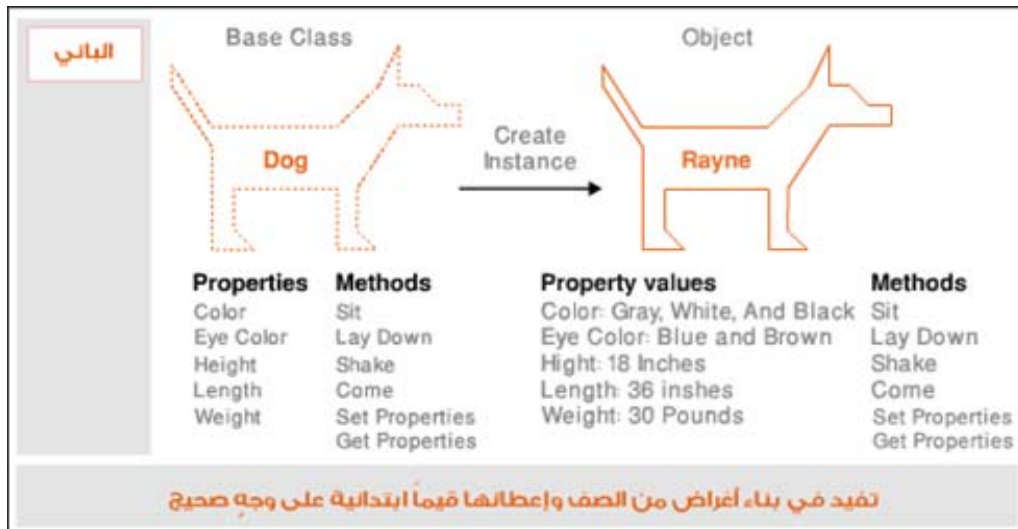 الباني
Base Class
Object
Dog
Create
Instance
Rayne
Properties
Color
Eye Color
Height
Length
Weight
Methods
Sit
Lay Down
Shake
Come
Set Properties
Get Properties
Property values
Color: Gray, White, And Black
Eye Color: Blue and Brown
Hight: 18 Inches
Length: 36 inshes
Weight: 30 Pounds
Methods
Sit
Lay Down
Shake
Come
Set Properties
Get Properties
تفيد في بناء أغراض من الصف وإعطائها قيماً ابتدائية على وجهٍ صحيح